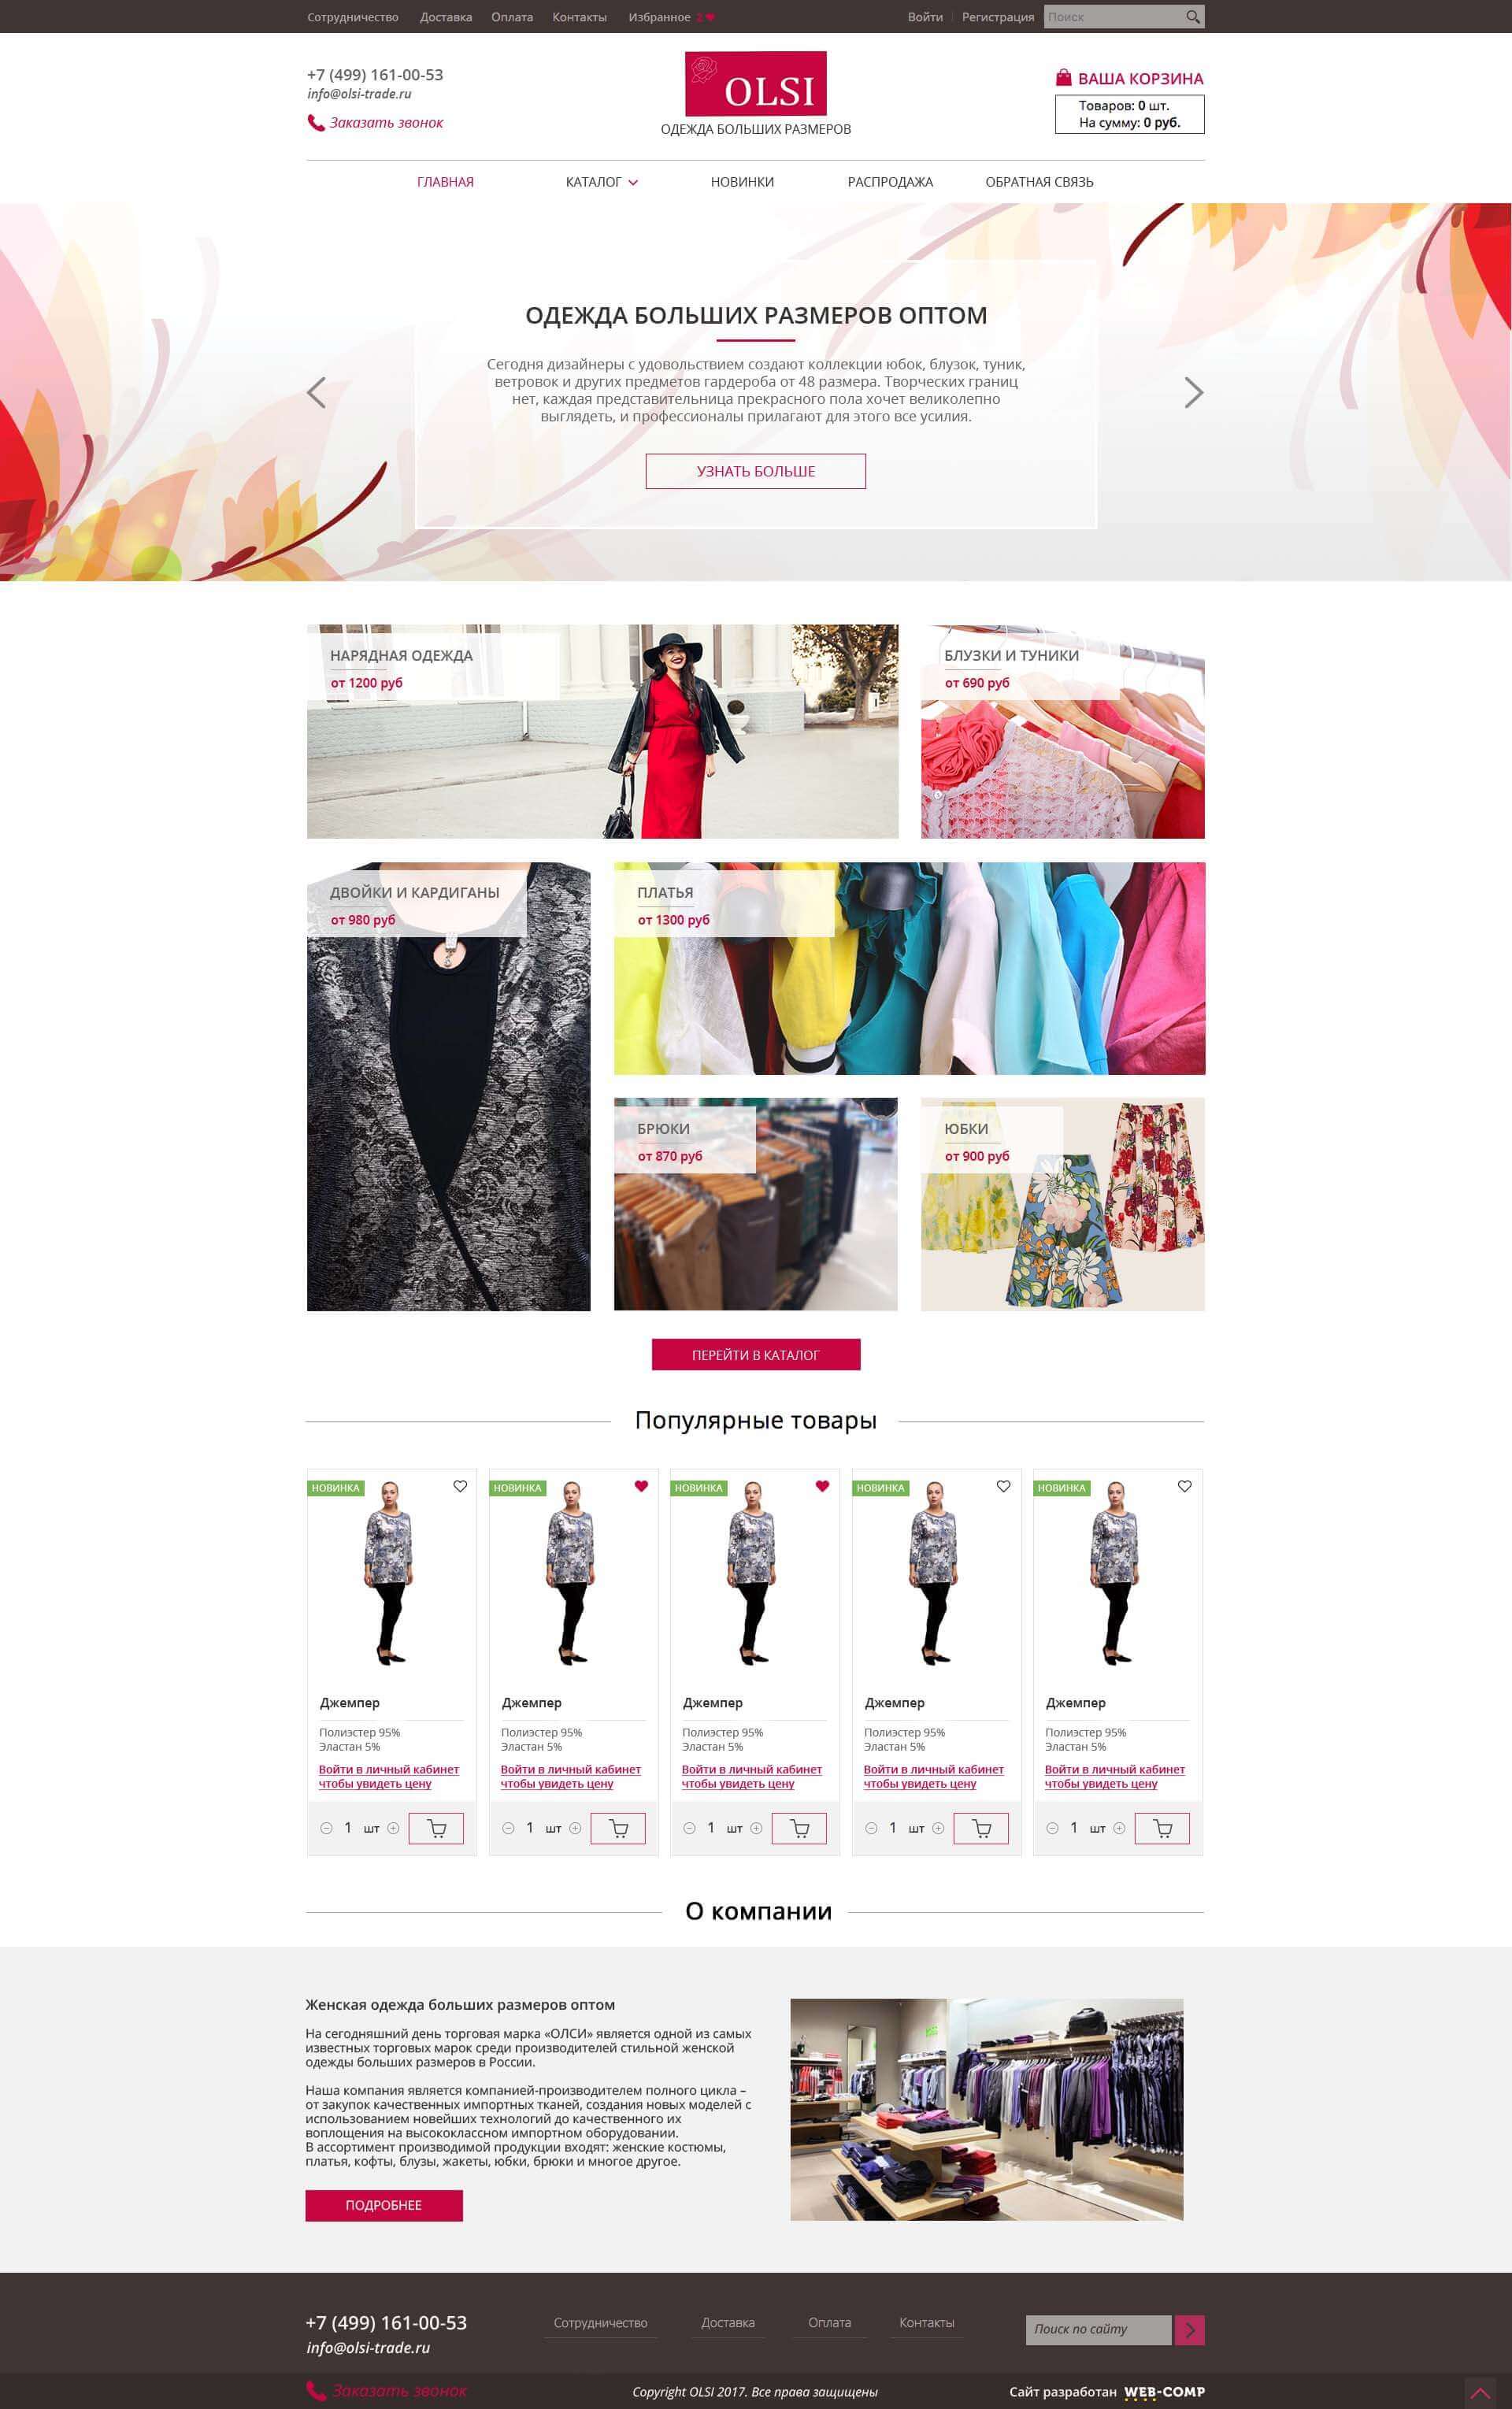 Сотрудничество Доставка Оплата Контакты Избранное 2 Войти Регистрация Поиск
+7 (499) 161-00-53
info@olsi-trade.ru
Заказать звонок
OLSI
ОДЕЖДА БОЛЬШИХ РАЗМЕРОВ
ВАША КОРЗИНА
Товаров: 0 шт.
На сумму: 0 руб.
ГЛАВНАЯ КАТАЛОГ НОВИНКИ РАСПРОДАЖА ОБРАТНАЯ СВЯЗЬ
ОДЕЖДА БОЛЬШИХ РАЗМЕРОВ ОПТОМ
Сегодня дизайнеры с удовольствием создают коллекции юбок, блузок, туник,
ветровок и других предметов гардероба от 48 размера. Творческих границ
нет, каждая представительница прекрасного пола хочет великолепно
выглядеть, и профессионалы прилагают для этого все усилия.
УЗНАТЬ БОЛЬШЕ
НАРЯДНАЯ ОДЕЖДА
от 1200 руб
БЛУЗКИ И ТУНИКИ
от 690 руб
ДВОЙКИ И КАРДИГАНЫ
от 980 руб
ПЛАТЬЯ
от 1300 руб
БРЮКИ
от 870 руб
ЮБКИ
от 900 руб
ПЕРЕЙТИ В КАТАЛОГ
Популярные товары
НОВИНКА
Джемпер
Полиэстер 95%
Эластан 5%
Войти в личный кабинет
чтобы увидеть цену
1 шт
НОВИНКА
Джемпер
Полиэстер 95%
Эластан 5%
Войти в личный кабинет
чтобы увидеть цену
1 шт
НОВИНКА
Джемпер
Полиэстер 95%
Эластан 5%
Войти в личный кабинет
чтобы увидеть цену
1 шт
НОВИНКА
Джемпер
Полиэстер 95%
Эластан 5%
Войти в личный кабинет
чтобы увидеть цену
1 шт
НОВИНКА
Джемпер
Полиэстер 95%
Эластан 5%
Войти в личный кабинет
чтобы увидеть цену
1 шт
О компании
Женская одежда больших размеров оптом
На сегодняшний день торговая марка «ОЛСИ» является одной из самых
известных торговых марок среди производителей стильной женской
одежды больших размеров в России.
Наша компания является компанией-производителем полного цикла –
от закупок качественных импортных тканей, создания новых моделей с
использованием новейших технологий до качественного их
воплощения на высококлассном импортном оборудовании.
В ассортимент производимой продукции входят: женские костюмы,
платья, кофты, блузы, жакеты, юбки, брюки и многое другое.
ПОДРОБНЕЕ
+7 (499) 161-00-53
info@olsi-trade.ru
Сотрудничество Доставка Оплата Контакты
Поиск по сайту
Заказать звонок
Copyright OLSI 2017. Все права защищены
Сайт разработан WEB-COMP